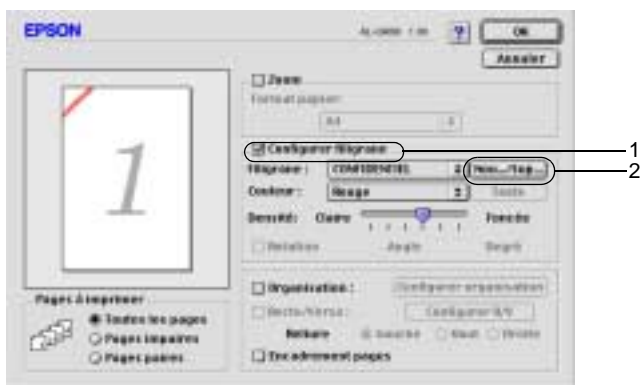 EPSON
?
OK
Annuler
Zoom
Format papier:
A4
Configurer filigrane
1
Filigrane :
CONFIDENTIEL
Nouv./Sup...
2
Couleur :
Rouge
Texte
Densité:
Claire
Foncée
Rotation
Angle
Degré
1
Organisation :
Configurer organisation
Recto/Verso :
Configurer R/V
Reliure
Gauche
Haut
Droite
Encadrement pages
Pages à imprimer
Toutes les pages
Pages impaires
Pages paires